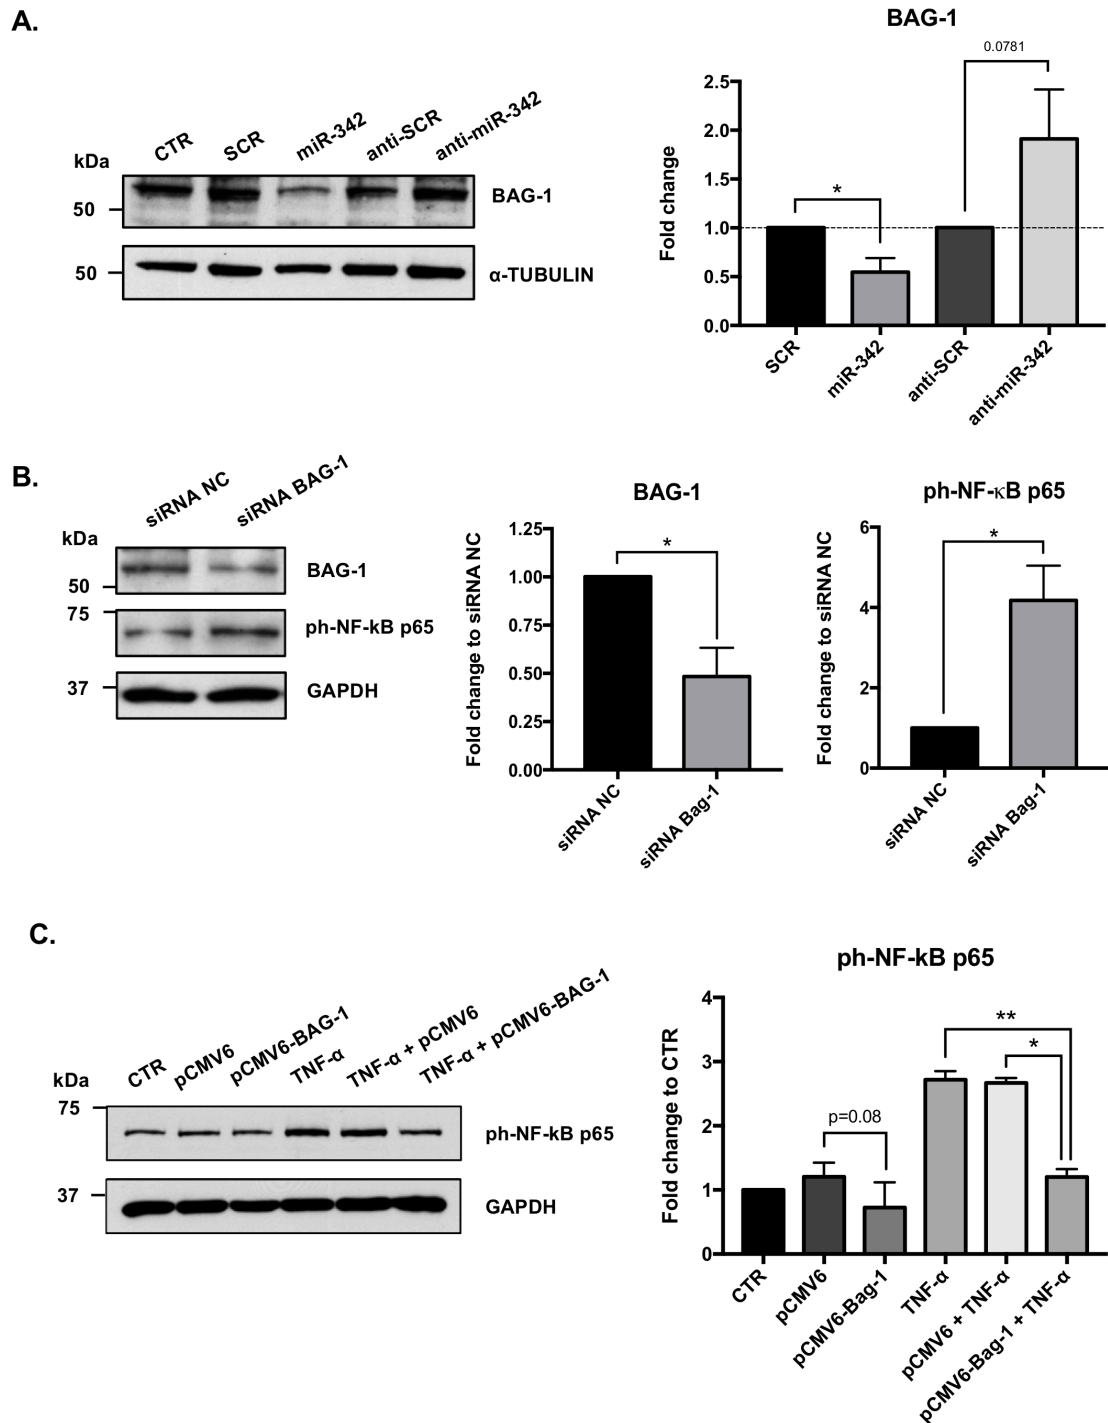 A.
kDa
CTR
SCR
miR-342
anti-SCR
anti-miR-342
50
BAG-1
50
α-TUBULIN
BAG-1
0.0781
*
Fold change
2.5
2.0
1.5
1.0
0.5
0.0
SCR
miR-342
anti-SCR
anti-miR-342
B.
kDa
siRNA NC
siRNA BAG-1
50
BAG-1
75
ph-NF-kB p65
37
GAPDH
BAG-1
*
Fold change to siRNA NC
1.25
1.00
0.75
0.50
0.25
0.00
siRNA NC
siRNA Bag-1
ph-NF-κB p65
*
Fold change to siRNA NC
6
4
2
0
siRNA NC
siRNA Bag-1
C.
kDa
CTR
pCMV6
pCMV6-BAG-1
TNF-α
TNF-α + pCMV6
TNF-α + pCMV6-BAG-1
75
ph-NF-kB p65
37
GAPDH
ph-NF-kB p65
**
*
p=0.08
Fold change to CTR
4
3
2
1
0
CTR
pCMV6
pCMV6-Bag-1
TNF-α
pCMV6 + TNF-α
pCMV6-Bag-1 + TNF-α